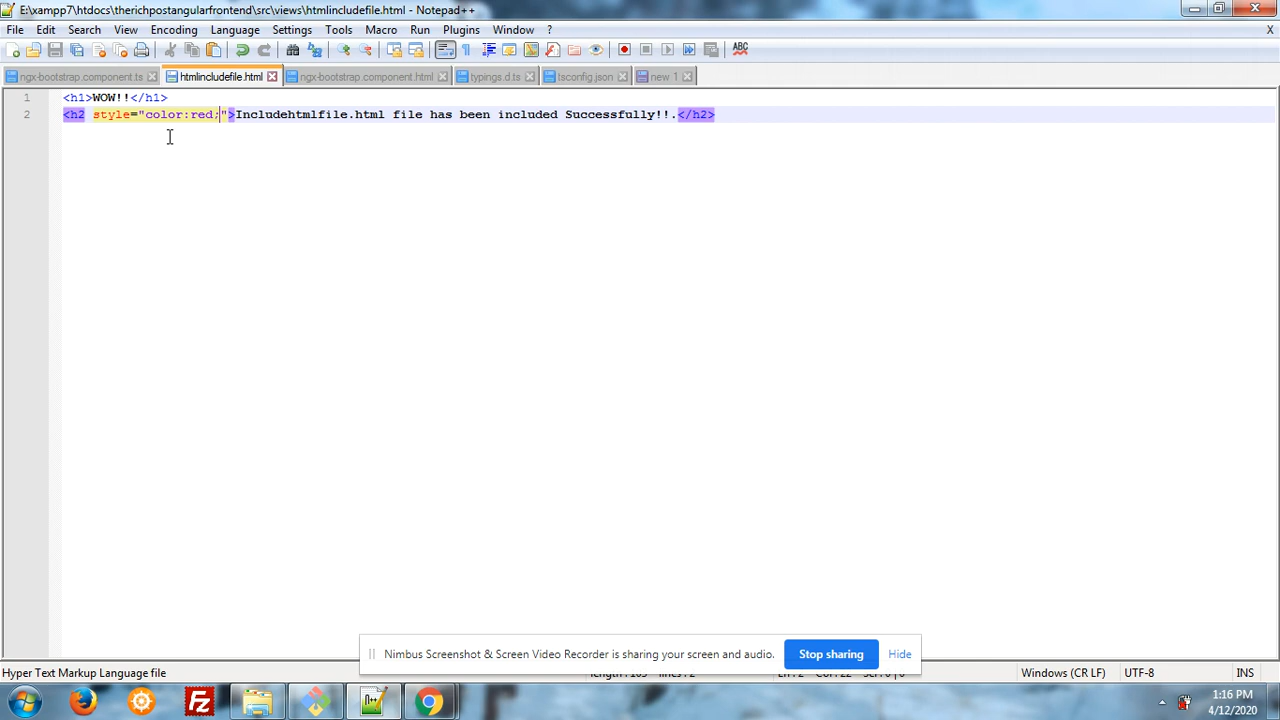 E:\xampp7\htdocs\therichpostangularfrontend\src\views\htmlincludefile.html - Notepad++
File Edit Search View Encoding Language Settings Tools Macro Run Plugins Window ? X
ngx-bootstrap.component.ts htmlincludefile.html ngx-bootstrap.component.html typings.d.ts tsconfig.json new 1
1 <h1>WOW!!</h1>
2 <h2 style="color:red;">Includehtmlfile.html file has been included Successfully!!.</h2>
Nimbus Screenshot & Screen Video Recorder is sharing your screen and audio. Stop sharing Hide
Hyper Text Markup Language file Windows (CR LF) UTF-8 INS
1:16 PM
4/12/2020